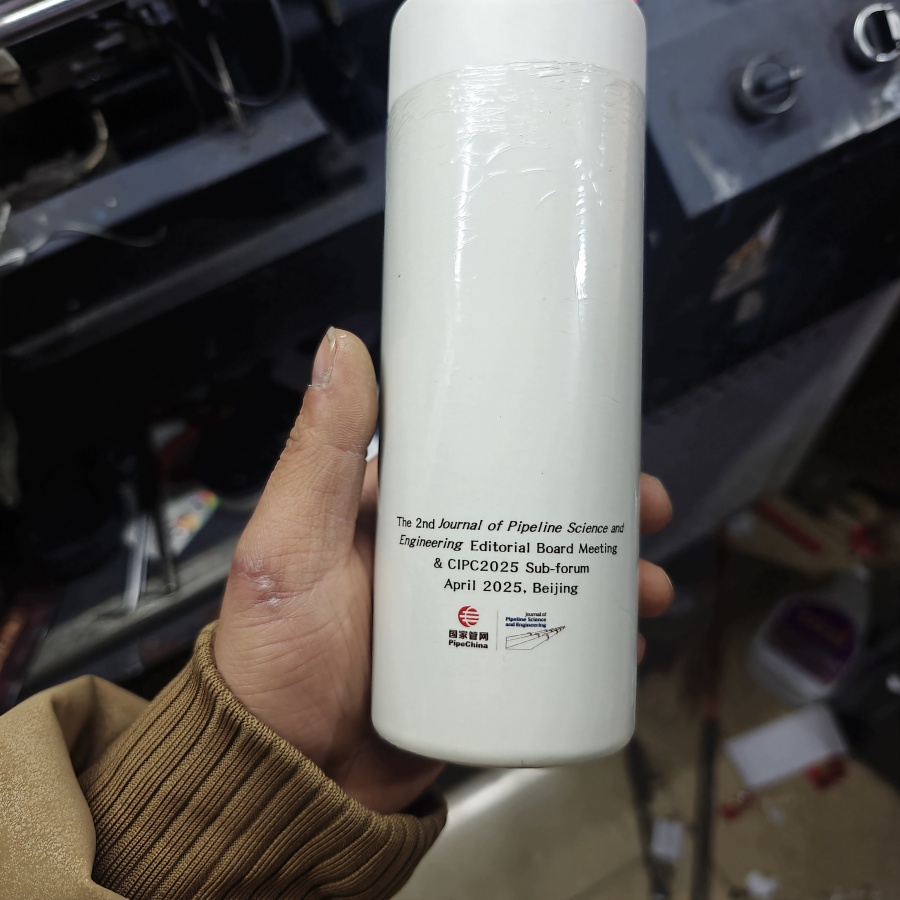 The 2nd Journal of Pipeline Science and
Engineering Editorial Board Meeting
& CIPC2025 Sub-forum
April 2025, Beijing
国家管网
PipeChina
Journal of
Pipeline Science
and Engineering